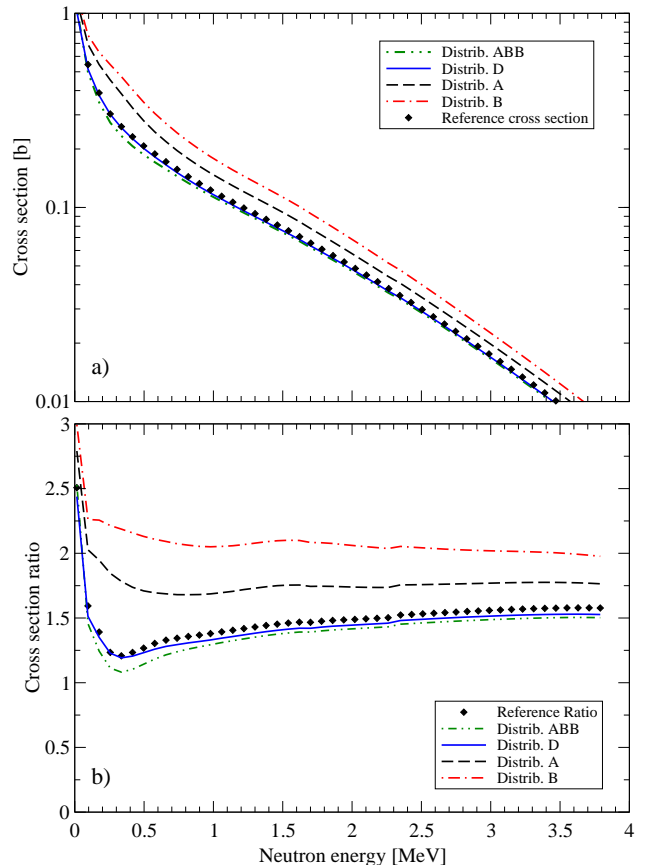 1
0.1
0.01
Cross section [b]
Distrib. ABB
Distrib. D
Distrib. A
Distrib. B
Reference cross section
a)
3
2.5
2
1.5
1
0.5
0
Cross section ratio
Reference Ratio
Distrib. ABB
Distrib. D
Distrib. A
Distrib. B
b)
0 0.5 1 1.5 2 2.5 3 3.5 4
Neutron energy [MeV]